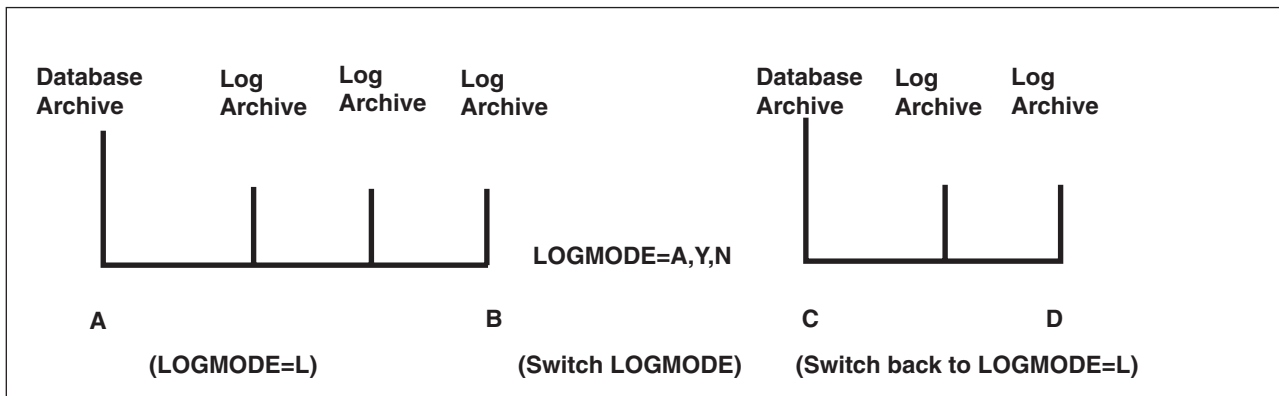 Database
Archive
Log
Archive
Log
Archive
Log
Archive
Database
Archive
Log
Archive
Log
Archive
LOGMODE=A,Y,N
A
B
C
D
(LOGMODE=L)
(Switch LOGMODE)
(Switch back to LOGMODE=L)